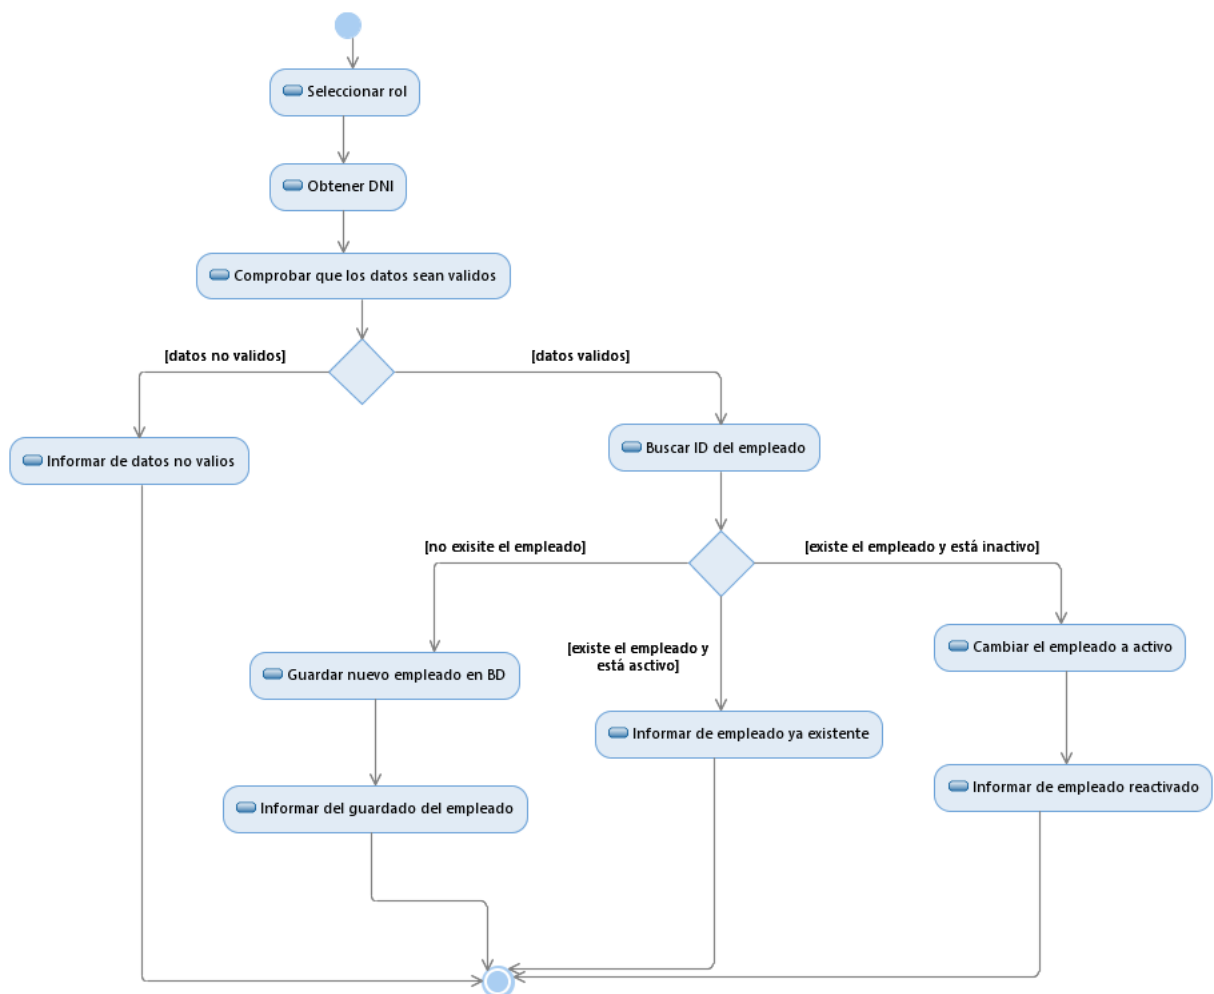 Seleccionar rol
Obtener DNI
Comprobar que los datos sean validos
[datos no validos]
[datos validos]
Informar de datos no valios
Buscar ID del empleado
[no exisite el empleado]
[existe el empleado y está inactivo]
[existe el empleado y
está asctivo]
Cambiar el empleado a activo
Guardar nuevo empleado en BD
Informar de empleado ya existente
Informar de empleado reactivado
Informar del guardado del empleado